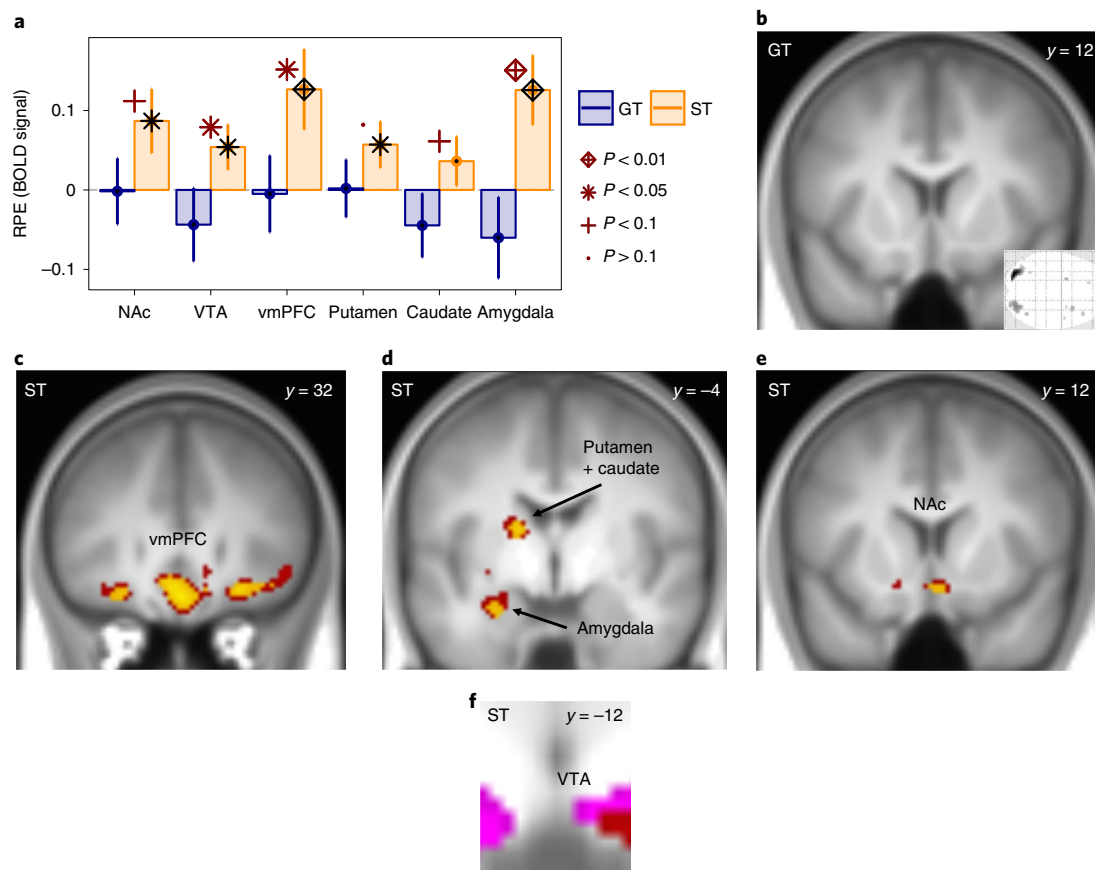 a
RPE (BOLD signal)
0.1
0
−0.1
NAc VTA vmPFC Putamen Caudate Amygdala
GT ST
P < 0.01
P < 0.05
P < 0.1
P > 0.1
b
GT y = 12
c
ST y = 32
vmPFC
d
ST y = −4
Putamen
+ caudate
Amygdala
e
ST y = 12
NAc
f
ST y = −12
VTA